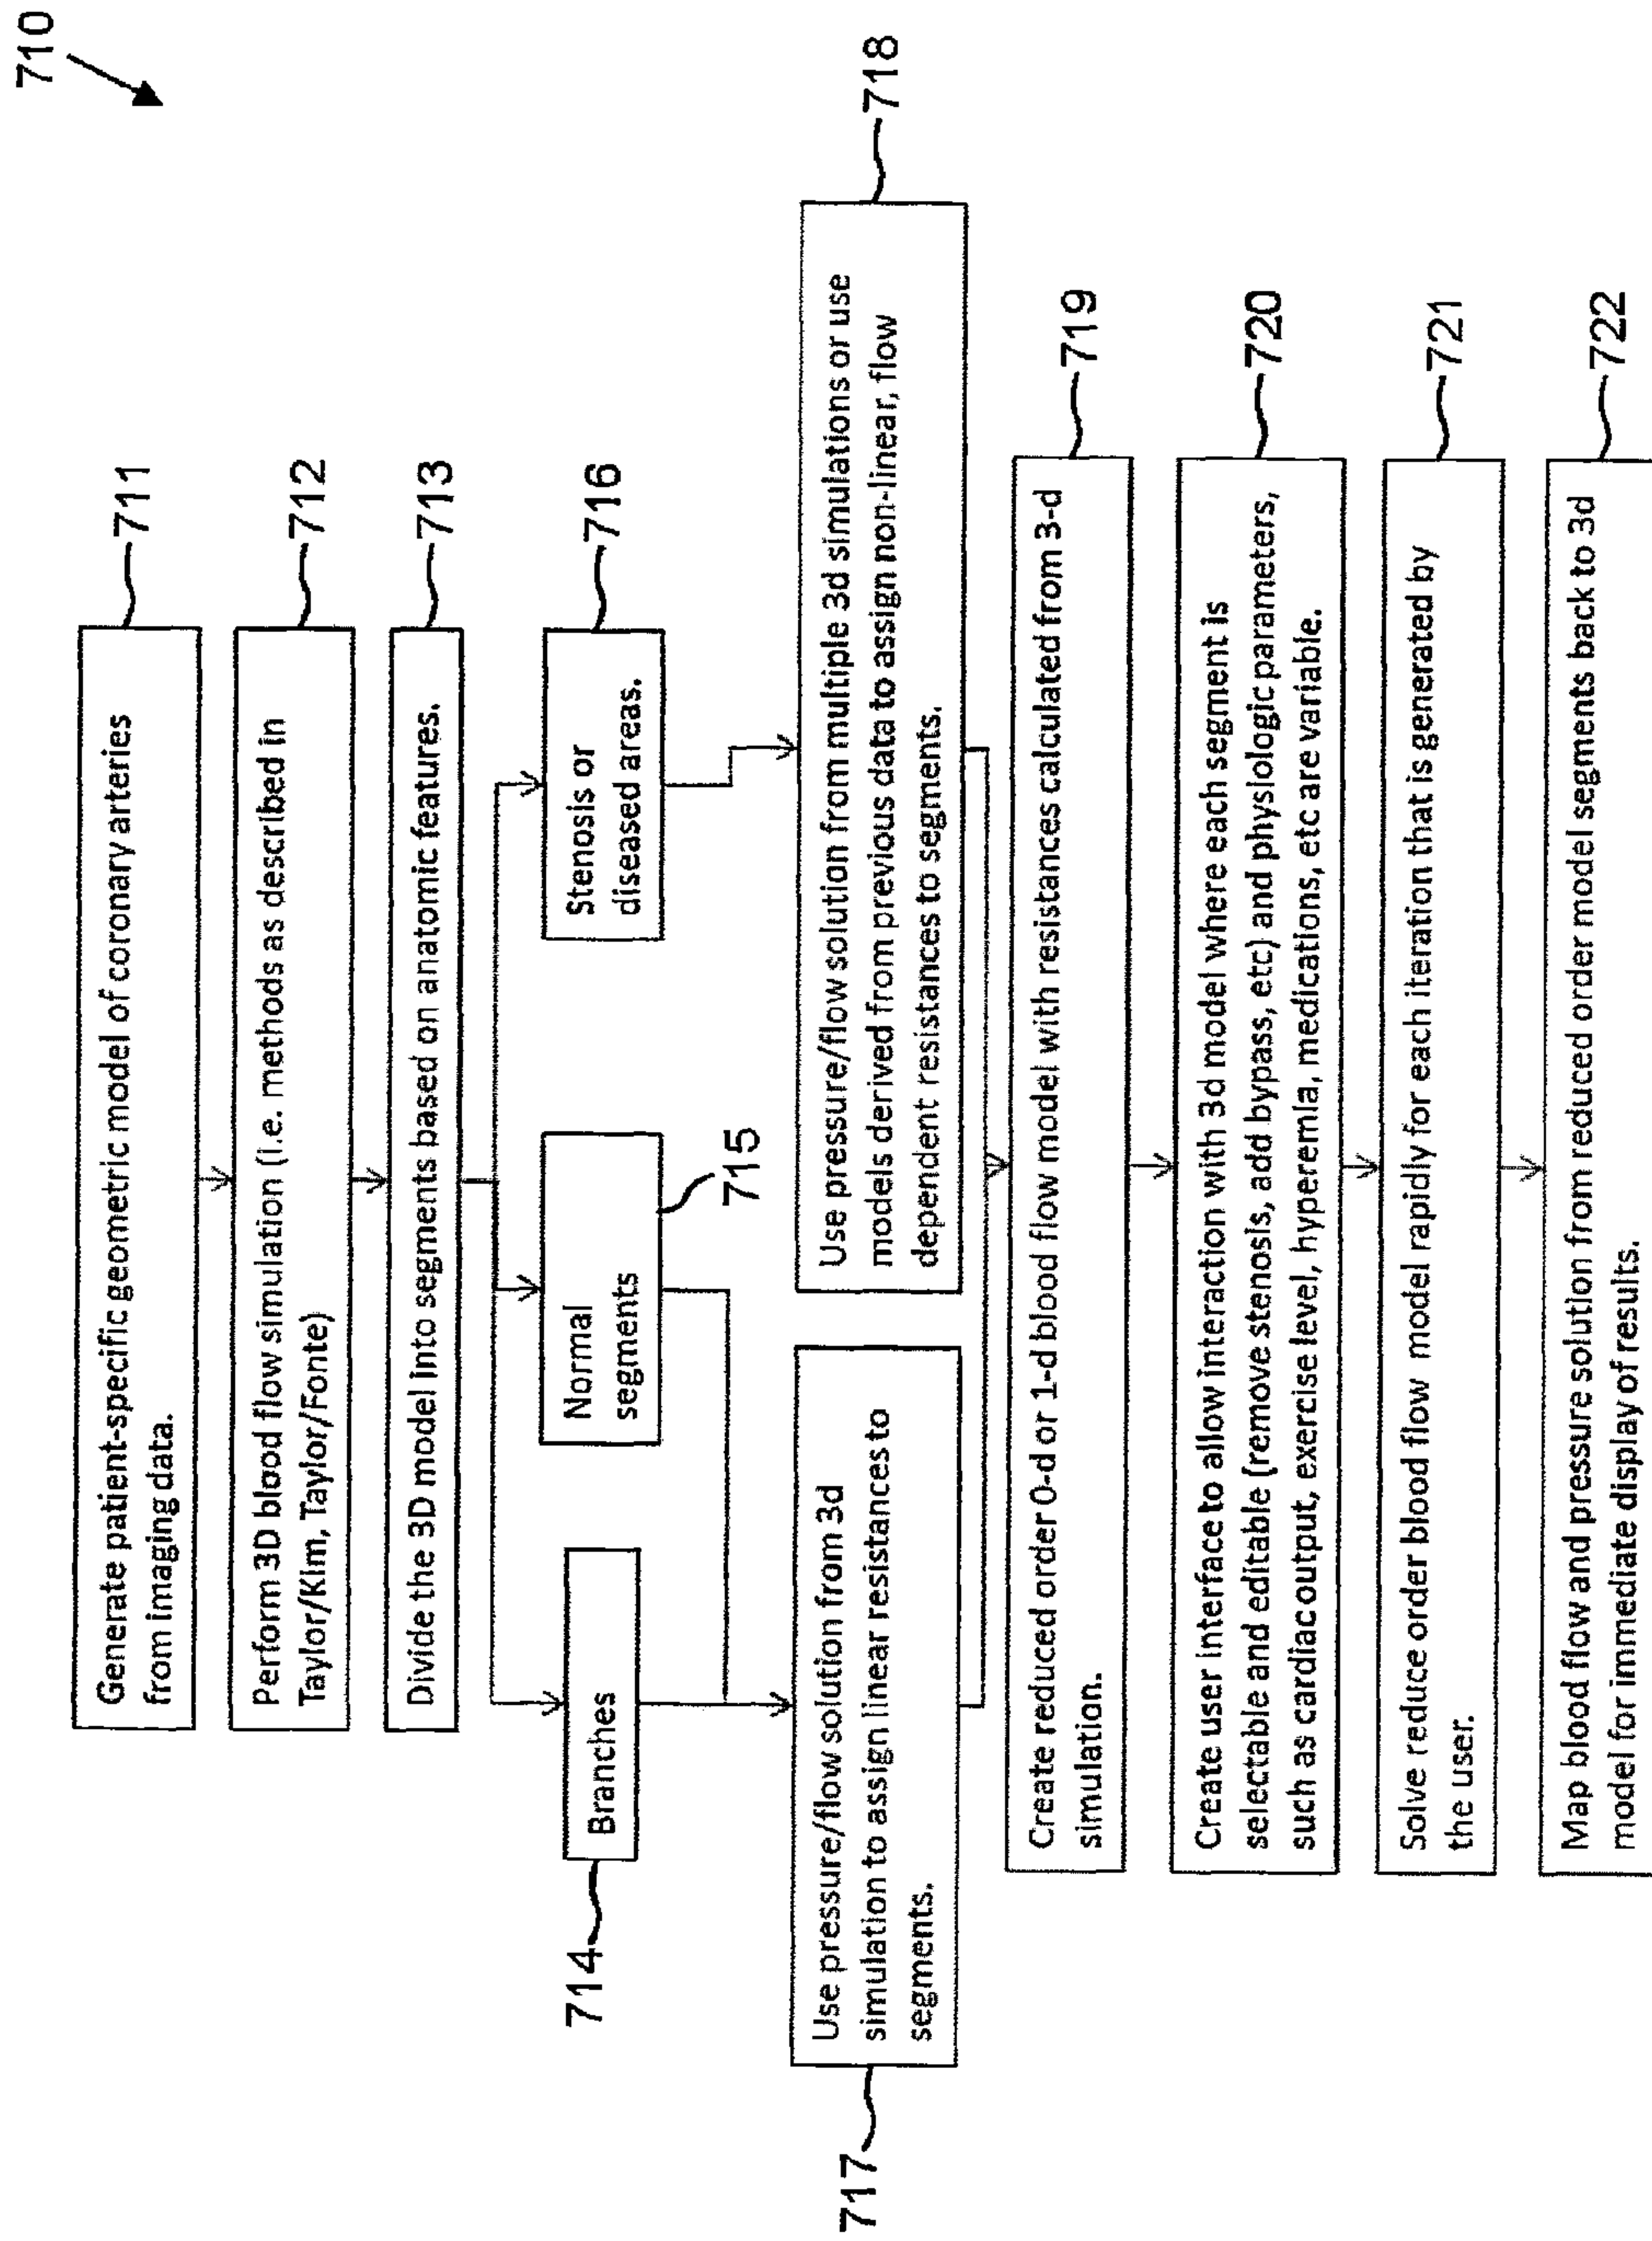 710
Generate patient-specific geometric model of coronary arteries
from imaging data.
711
Perform 3D blood flow simulation (i.e. methods as described in
Taylor/Kim, Taylor/Fonte)
712
Divide the 3D model into segments based on anatomic features.
713
Branches
714
Normal
segments
715
Stenosis or
diseased areas.
716
Use pressure/flow solution from 3d
simulation to assign linear resistances to
segments.
717
Use pressure/flow solution from multiple 3d simulations or use
models derived from previous data to assign non-linear, flow
dependent resistances to segments.
718
Create reduced order 0-d or 1-d blood flow model with resistances calculated from 3-d
simulation.
719
Create user interface to allow interaction with 3d model where each segment is
selectable and editable (remove stenosis, add bypass, etc) and physiologic parameters,
such as cardiac output, exercise level, hyperemia, medications, etc are variable.
720
Solve reduce order blood flow model rapidly for each iteration that is generated by
the user.
721
Map blood flow and pressure solution from reduced order model segments back to 3d
model for immediate display of results.
722